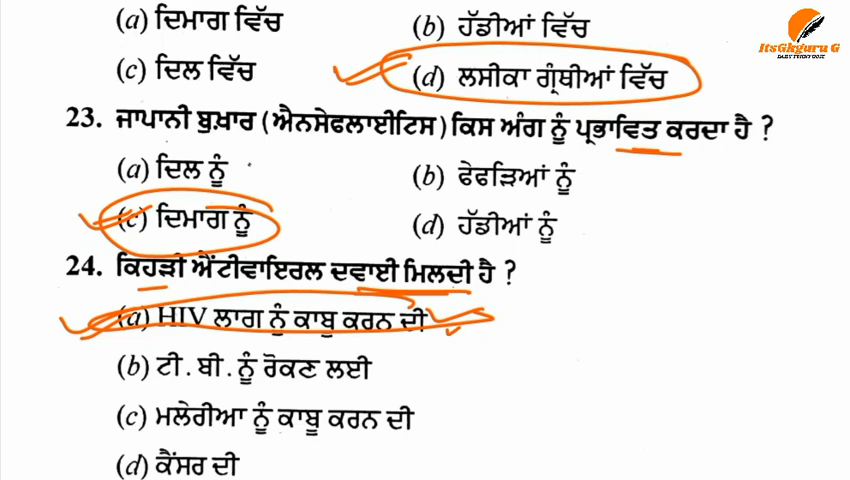 (a) ਦਿਮਾਗ ਵਿੱਚ (b) ਹੱਡੀਆਂ ਵਿੱਚ
ItsGkguru G
(c) ਦਿਲ ਵਿੱਚ (d) ਲਸੀਕਾ ਗ੍ਰੰਥੀਆਂ ਵਿੱਚ
23. ਜਾਪਾਨੀ ਬੁਖ਼ਾਰ (ਐਨਸੇਫਲਾਈਟਿਸ) ਕਿਸ ਅੰਗ ਨੂੰ ਪ੍ਰਭਾਵਿਤ ਕਰਦਾ ਹੈ ?
(a) ਦਿਲ ਨੂੰ (b) ਫੇਫੜਿਆਂ ਨੂੰ
(c) ਦਿਮਾਗ ਨੂੰ (d) ਹੱਡੀਆਂ ਨੂੰ
24. ਕਿਹੜੀ ਐਂਟੀਵਾਇਰਲ ਦਵਾਈ ਮਿਲਦੀ ਹੈ ?
(a) HIV ਲਾਗ ਨੂੰ ਕਾਬੂ ਕਰਨ ਦੀ
(b) ਟੀ.ਬੀ. ਨੂੰ ਰੋਕਣ ਲਈ
(c) ਮਲੇਰੀਆ ਨੂੰ ਕਾਬੂ ਕਰਨ ਦੀ
(d) ਕੈਂਸਰ ਦੀ